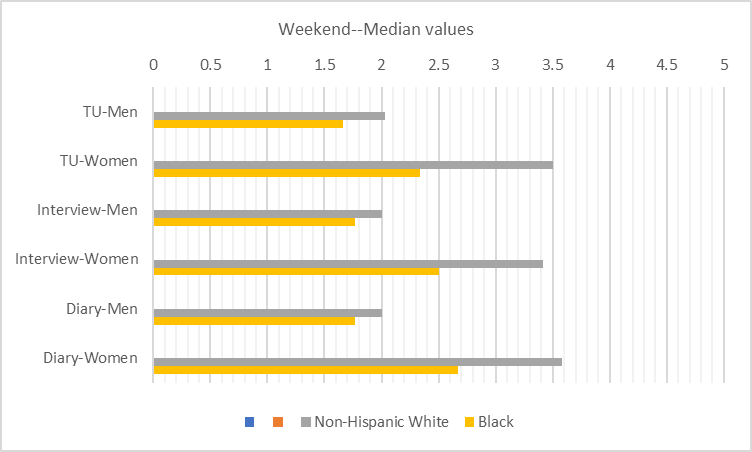 Weekend--Median values
0 0.5 1 1.5 2 2.5 3 3.5 4 4.5 5
TU-Men
TU-Women
Interview-Men
Interview-Women
Diary-Men
Diary-Women
Non-Hispanic White Black